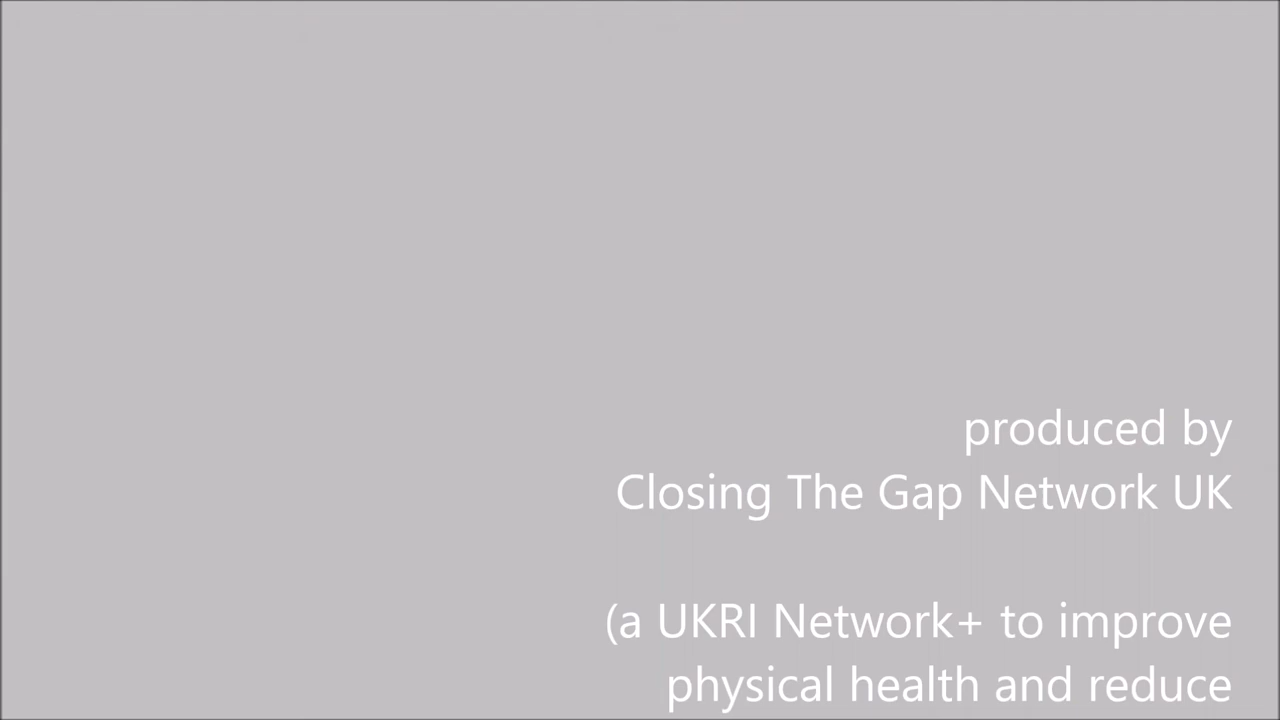 produced by
Closing The Gap Network UK
(a UKRI Network+ to improve
physical health and reduce